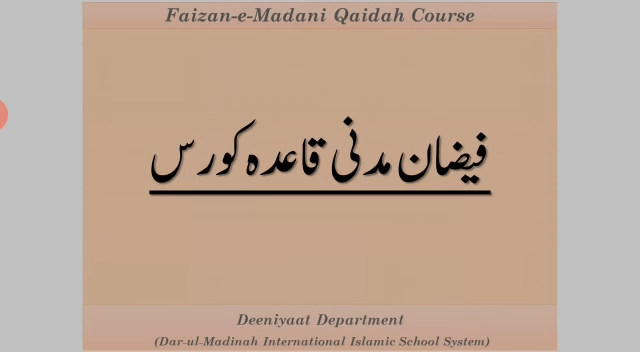 Faizan-e-Madani Qaidah Course
فیضان مدنی قاعدہ کورس
Deeniyaat Department
(Dar-ul-Madinah International Islamic School System)